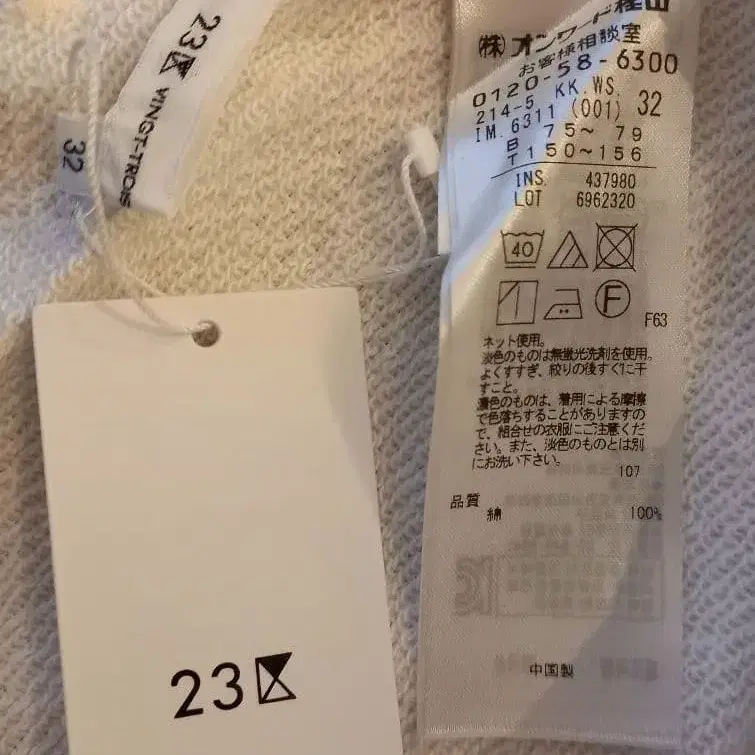 23区
VINGT-TROIS
32
(株)オンワード樫山
お客様相談室
0120-58-6300
214-5 KK.WS.
IM.6311 (001) 32
B 75~ 79
T 150~156
INS. 437980
LOT 6962320
40
F
F63
ネット使用。
淡色のものは無蛍光洗剤を使用。
よくすすぎ、絞りの後すぐに干
すこと。
濃色のものは、着用による摩擦
で色落ちすることがありますの
で、組合せの衣服にご注意くだ
さい。また、淡色のものとは別
にお洗い下さい。
107
品質
綿 100%
中国製
23区